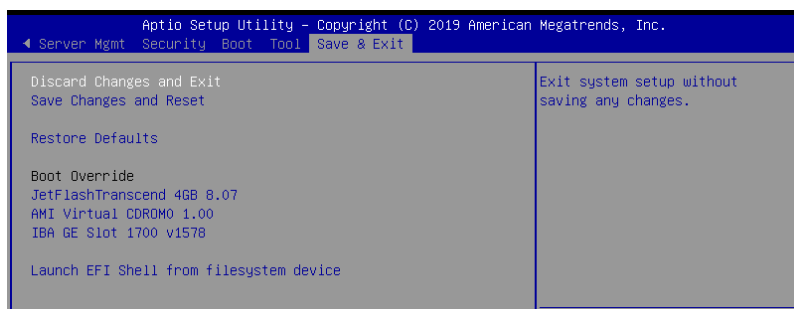 Aptio Setup Utility – Copyright (C) 2019 American Megatrends, Inc.
Server Mgmt Security Boot Tool Save & Exit
Discard Changes and Exit
Save Changes and Reset
Restore Defaults
Boot Override
JetFlashTranscend 4GB 8.07
AMI Virtual CDROM0 1.00
IBA GE Slot 1700 v1578
Launch EFI Shell from filesystem device
Exit system setup without
saving any changes.